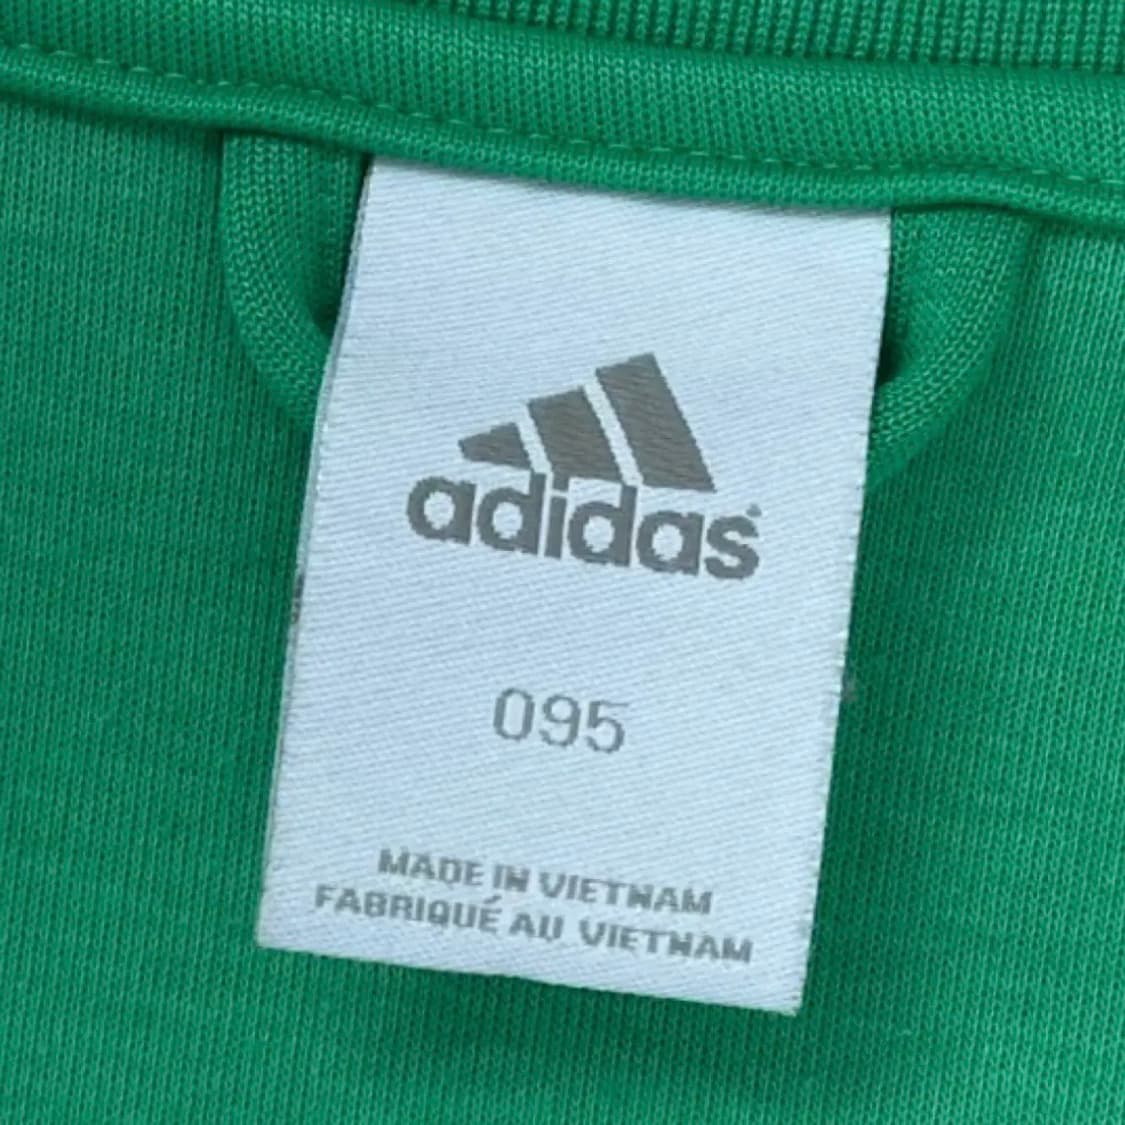 adidas
095
MADE IN VIETNAM
FABRIQUÉ AU VIETNAM